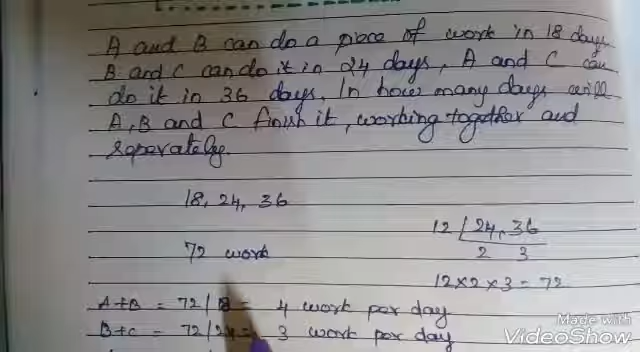 A and B can do a piece of work in 18 days
B and C can do it in 24 days, A and C can
do it in 36 days, In how many days will
A, B and C finish it, working together and
seperately.
18, 24, 36
12 | 24, 36
2 3
72 work
12 × 2 × 3 = 72
A+B = 72 / 18 = 4 work per day
B+C = 72 / 24 = 3 work per day
Made With
VideoShow